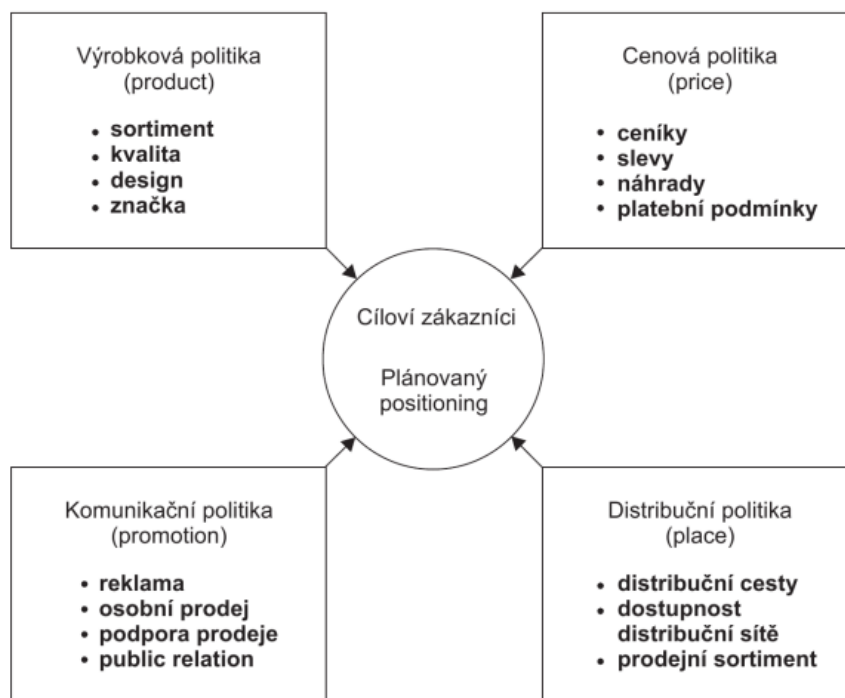 Výrobková politika
(product)
• sortiment
• kvalita
• design
• značka
Cenová politika
(price)
• ceníky
• slevy
• náhrady
• platební podmínky
Cíloví zákazníci
Plánovaný
positioning
Komunikační politika
(promotion)
• reklama
• osobní prodej
• podpora prodeje
• public relation
Distribuční politika
(place)
• distribuční cesty
• dostupnost
distribuční sítě
• prodejní sortiment